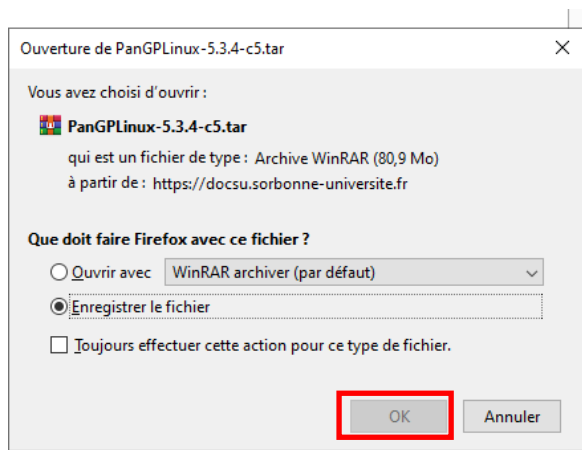 Ouverture de PanGPLinux-5.3.4-c5.tar
Vous avez choisi d'ouvrir :
PanGPLinux-5.3.4-c5.tar
qui est un fichier de type : Archive WinRAR (80,9 Mo)
à partir de : https://docsu.sorbonne-universite.fr
Que doit faire Firefox avec ce fichier ?
Ouvrir avec WinRAR archiver (par défaut)
Enregistrer le fichier
Toujours effectuer cette action pour ce type de fichier.
OK Annuler